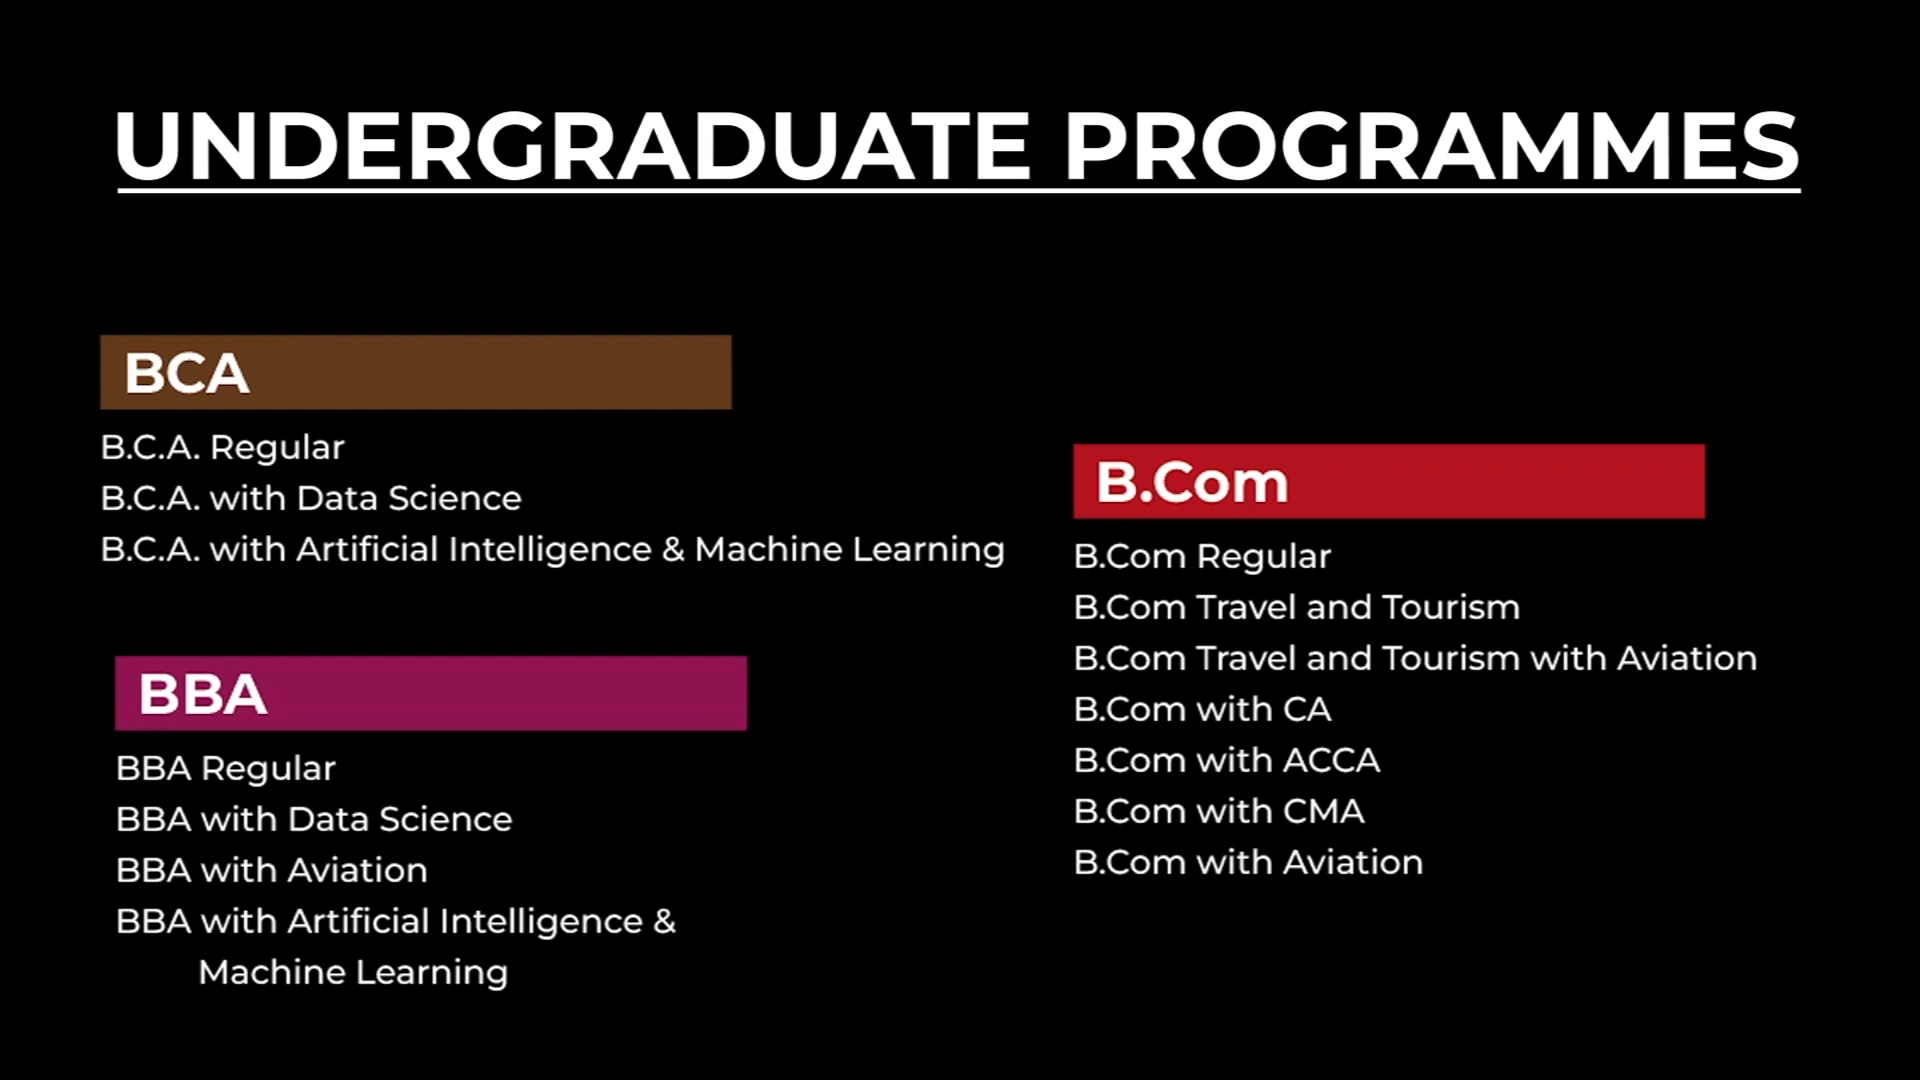 UNDERGRADUATE PROGRAMMES
BCA
B.C.A. Regular
B.C.A. with Data Science
B.C.A. with Artificial Intelligence & Machine Learning
BBA
BBA Regular
BBA with Data Science
BBA with Aviation
BBA with Artificial Intelligence &
Machine Learning
B.Com
B.Com Regular
B.Com Travel and Tourism
B.Com Travel and Tourism with Aviation
B.Com with CA
B.Com with ACCA
B.Com with CMA
B.Com with Aviation